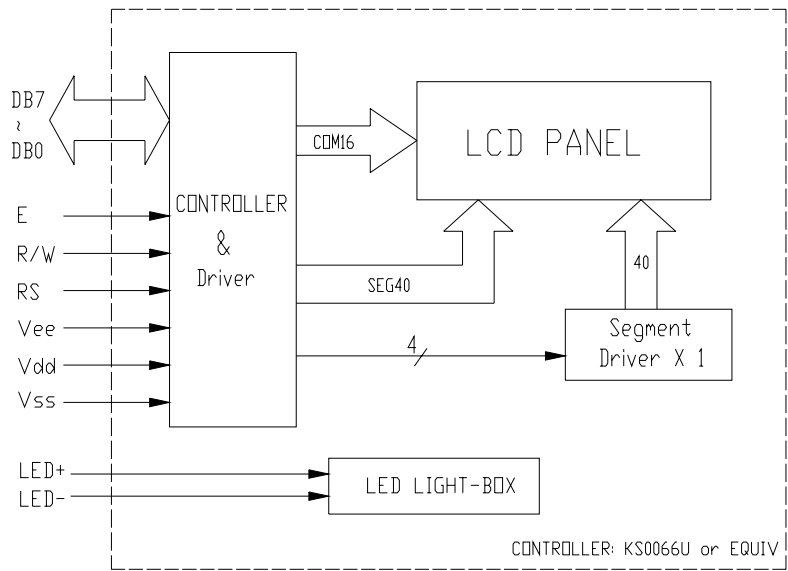 DB7
~
DB0
E
R/W
RS
Vee
Vdd
Vss
LED+
LED-
CONTROLLER
&
Driver
COM16
SEG40
4
LCD PANEL
40
Segment
Driver X 1
LED LIGHT-BOX
CONTROLLER: KS0066U or EQUIV